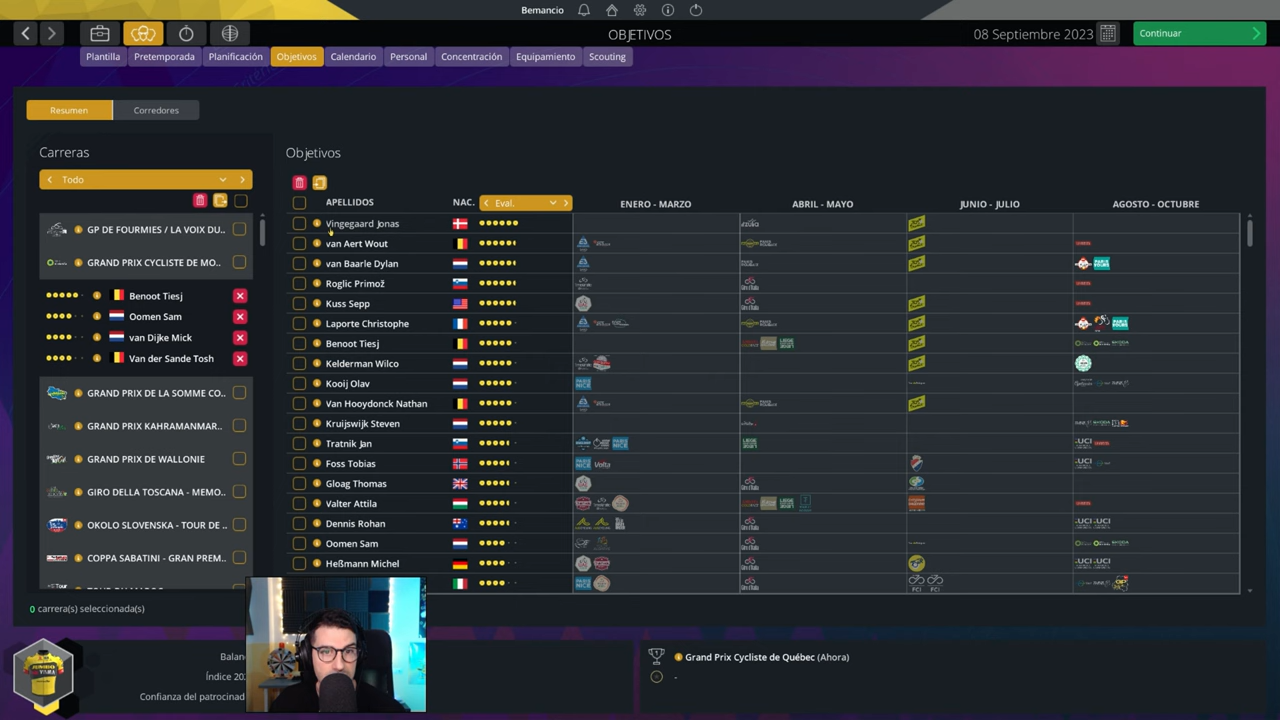 Bemancio
OBJETIVOS
08 Septiembre 2023
Continuar
Plantilla
Pretemporada
Planificación
Objetivos
Calendario
Personal
Concentración
Equipamiento
Scouting
Resumen
Corredores
Carreras
Todo
GP DE FOURMIES / LA VOIX DU..
GRAND PRIX CYCLISTE DE MO..
Benoot Tiesj
Oomen Sam
van Dijke Mick
Van der Sande Tosh
GRAND PRIX DE LA SOMME CO..
GRAND PRIX KAHRAMANMAR..
GRAND PRIX DE WALLONIE
GIRO DELLA TOSCANA - MEMO..
OKOLO SLOVENSKA - TOUR DE ..
COPPA SABATINI - GRAN PREM..
0 carrera(s) seleccionada(s)
Objetivos
APELLIDOS NAC. Eval. ENERO - MARZO ABRIL - MAYO JUNIO - JULIO AGOSTO - OCTUBRE
Vingegaard Jonas
van Aert Wout
van Baarle Dylan
Roglic Primož
Kuss Sepp
Laporte Christophe
Benoot Tiesj
Kelderman Wilco
Kooij Olav
Van Hooydonck Nathan
Kruijswijk Steven
Tratnik Jan
Foss Tobias
Gloag Thomas
Valter Attila
Dennis Rohan
Oomen Sam
Heßmann Michel
Grand Prix Cycliste de Québec (Ahora)
-
Balan
Índice 20
Confianza del patrocinad